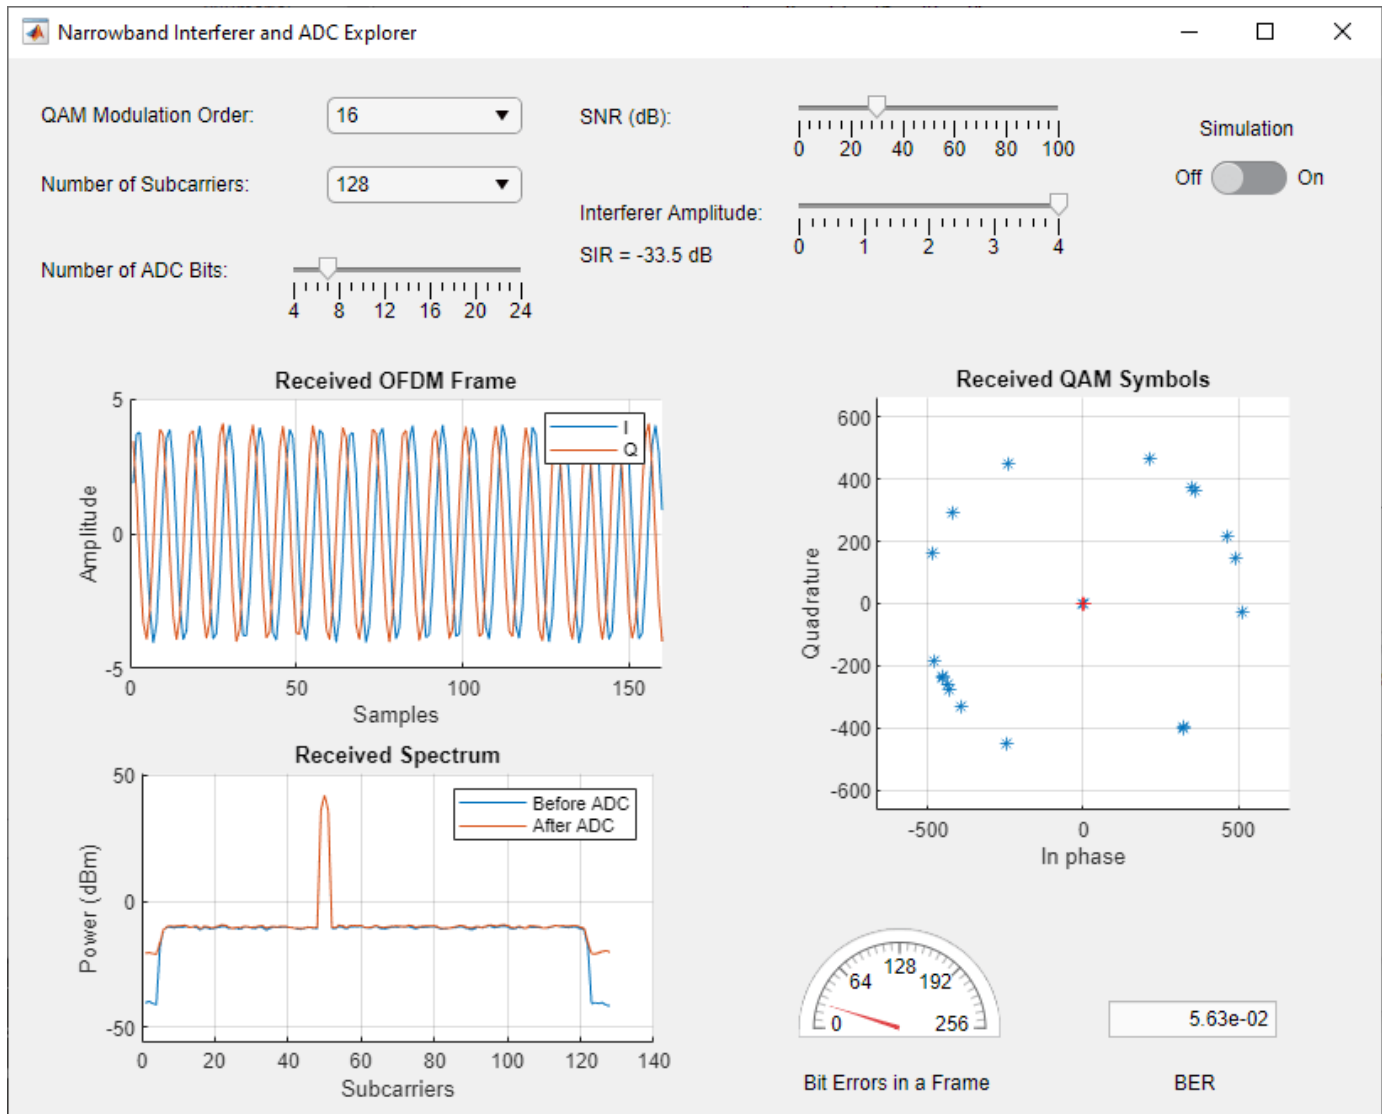 Narrowband Interferer and ADC Explorer
QAM Modulation Order:
16
SNR (dB):
0 20 40 60 80 100
Simulation
Off
On
Number of Subcarriers:
128
Interferer Amplitude:
0 1 2 3 4
SIR = -33.5 dB
Number of ADC Bits:
4 8 12 16 20 24
Received OFDM Frame
I
Q
5
0
-5
Amplitude
0 50 100 150
Samples
Received QAM Symbols
600
400
200
0
-200
-400
-600
Quadrature
-500 0 500
In phase
Received Spectrum
Before ADC
After ADC
50
0
-50
Power (dBm)
0 20 40 60 80 100 120 140
Subcarriers
0 64 128 192 256
Bit Errors in a Frame
5.63e-02
BER